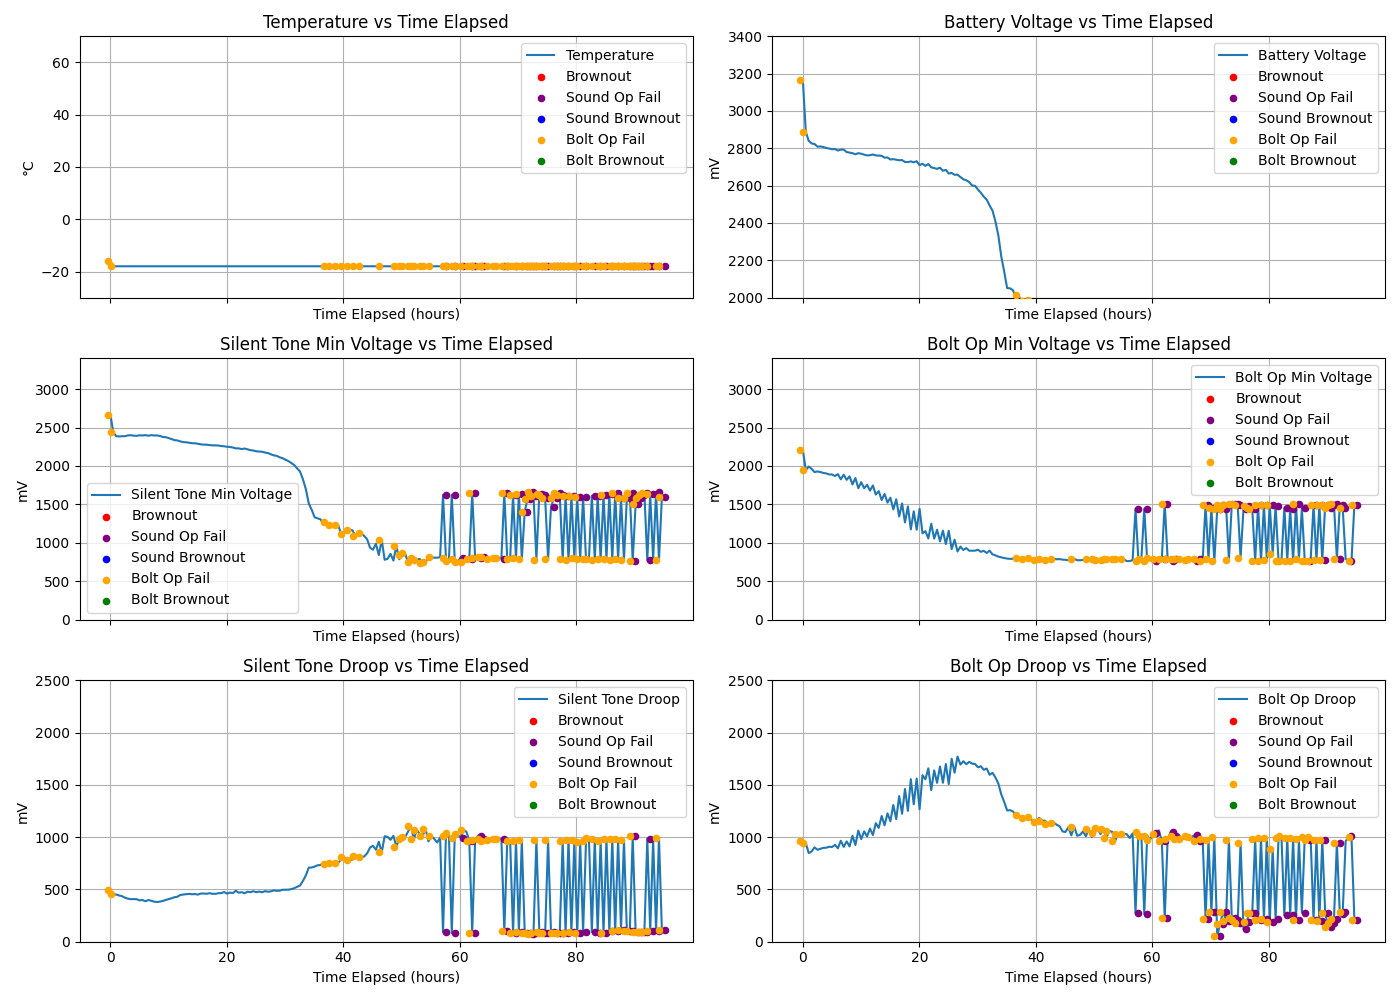 Temperature vs Time Elapsed
60
40
20
0
−20
°C
Time Elapsed (hours)
Temperature
Brownout
Sound Op Fail
Sound Brownout
Bolt Op Fail
Bolt Brownout
Battery Voltage vs Time Elapsed
3400
3200
3000
2800
2600
2400
2200
2000
mV
Time Elapsed (hours)
Battery Voltage
Brownout
Sound Op Fail
Sound Brownout
Bolt Op Fail
Bolt Brownout
Silent Tone Min Voltage vs Time Elapsed
3000
2500
2000
1500
1000
500
0
mV
Time Elapsed (hours)
Silent Tone Min Voltage
Brownout
Sound Op Fail
Sound Brownout
Bolt Op Fail
Bolt Brownout
Bolt Op Min Voltage vs Time Elapsed
3000
2500
2000
1500
1000
500
0
mV
Time Elapsed (hours)
Bolt Op Min Voltage
Brownout
Sound Op Fail
Sound Brownout
Bolt Op Fail
Bolt Brownout
Silent Tone Droop vs Time Elapsed
2500
2000
1500
1000
500
0
mV
0 20 40 60 80
Time Elapsed (hours)
Silent Tone Droop
Brownout
Sound Op Fail
Sound Brownout
Bolt Op Fail
Bolt Brownout
Bolt Op Droop vs Time Elapsed
2500
2000
1500
1000
500
0
mV
0 20 40 60 80
Time Elapsed (hours)
Bolt Op Droop
Brownout
Sound Op Fail
Sound Brownout
Bolt Op Fail
Bolt Brownout